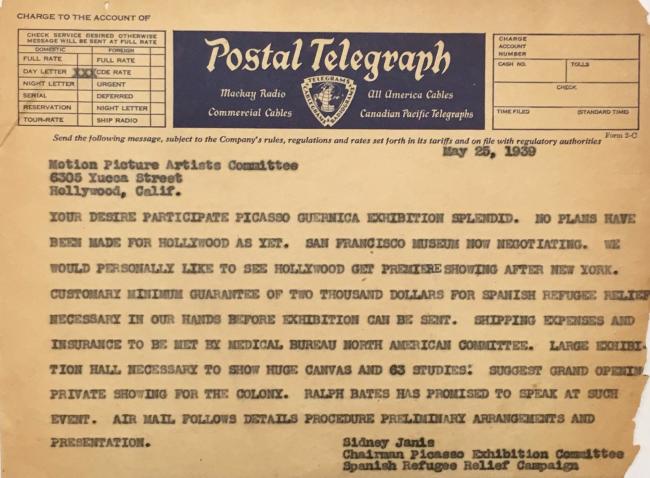 CHARGE TO THE ACCOUNT OF
CHECK SERVICE DESIRED OTHERWISE
MESSAGE WILL BE SENT AT FULL RATE
DOMESTIC FOREIGN
FULL RATE FULL RATE
DAY LETTER XXX CDE RATE
NIGHT LETTER URGENT
SERIAL DEFERRED
RESERVATION NIGHT LETTER
TOUR-RATE SHIP RADIO
Postal Telegraph
Mackay Radio All America Cables
Commercial Cables Canadian Pacific Telegraphs
TELEGRAMS
CABLEGRAMS RADIOGRAMS
CHARGE
ACCOUNT
NUMBER
CASH NO. TOLLS
CHECK
TIME FILED (STANDARD TIME)
Send the following message, subject to the Company's rules, regulations and rates set forth in its tariffs and on file with regulatory authorities Form 2-C
May 25, 1939
Motion Picture Artists Committee
6305 Yucca Street
Hollywood, Calif.
YOUR DESIRE PARTICIPATE PICASSO GUERNICA EXHIBITION SPLENDID. NO PLANS HAVE
BEEN MADE FOR HOLLYWOOD AS YET. SAN FRANCISCO MUSEUM NOW NEGOTIATING. WE
WOULD PERSONALLY LIKE TO SEE HOLLYWOOD GET PREMIERE SHOWING AFTER NEW YORK.
CUSTOMARY MINIMUM GUARANTEE OF TWO THOUSAND DOLLARS FOR SPANISH REFUGEE RELIEF
NECESSARY IN OUR HANDS BEFORE EXHIBITION CAN BE SENT. SHIPPING EXPENSES AND
INSURANCE TO BE MET BY MEDICAL BUREAU NORTH AMERICAN COMMITTEE. LARGE EXHIBI-
TION HALL NECESSARY TO SHOW HUGE CANVAS AND 63 STUDIES. SUGGEST GRAND OPENIN
PRIVATE SHOWING FOR THE COLONY. RALPH BATES HAS PROMISED TO SPEAK AT SUCH
EVENT. AIR MAIL FOLLOWS DETAILS PROCEDURE PRELIMINARY ARRANGEMENTS AND
PRESENTATION.
Sidney Janis
Chairman Picasso Exhibition Committee
Spanish Refugee Relief Campaign